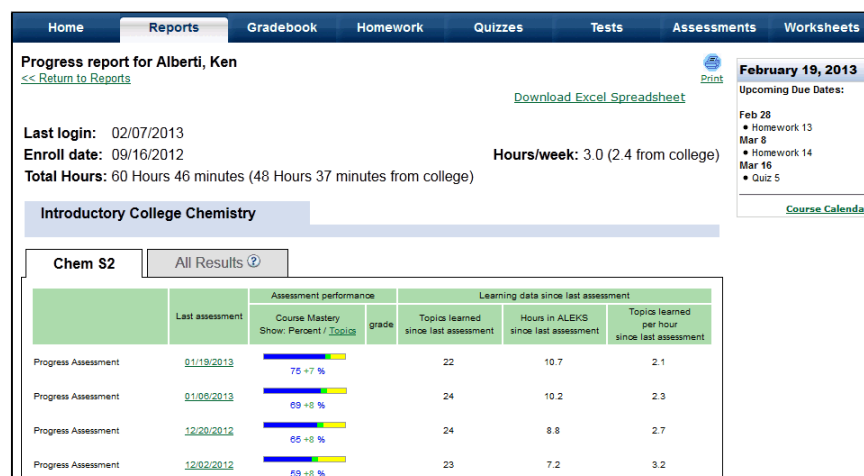 Home Reports Gradebook Homework Quizzes Tests Assessments Worksheets
Progress report for Alberti, Ken
<< Return to Reports
Print
Download Excel Spreadsheet
Last login: 02/07/2013
Enroll date: 09/16/2012
Hours/week: 3.0 (2.4 from college)
Total Hours: 60 Hours 46 minutes (48 Hours 37 minutes from college)
Introductory College Chemistry
Chem S2 All Results ?
Assessment performance Learning data since last assessment
Last assessment
Course Mastery
Show: Percent / Topics
grade
Topics learned
since last assessment
Hours in ALEKS
since last assessment
Topics learned
per hour
since last assessment
Progress Assessment 01/19/2013 75 +7 % 22 10.7 2.1
Progress Assessment 01/06/2013 69 +8 % 24 10.2 2.3
Progress Assessment 12/20/2012 65 +8 % 24 8.8 2.7
Progress Assessment 12/02/2012 59 +8 % 23 7.2 3.2
February 19, 2013
Upcoming Due Dates:
Feb 28
• Homework 13
Mar 8
• Homework 14
Mar 16
• Quiz 5
Course Calenda